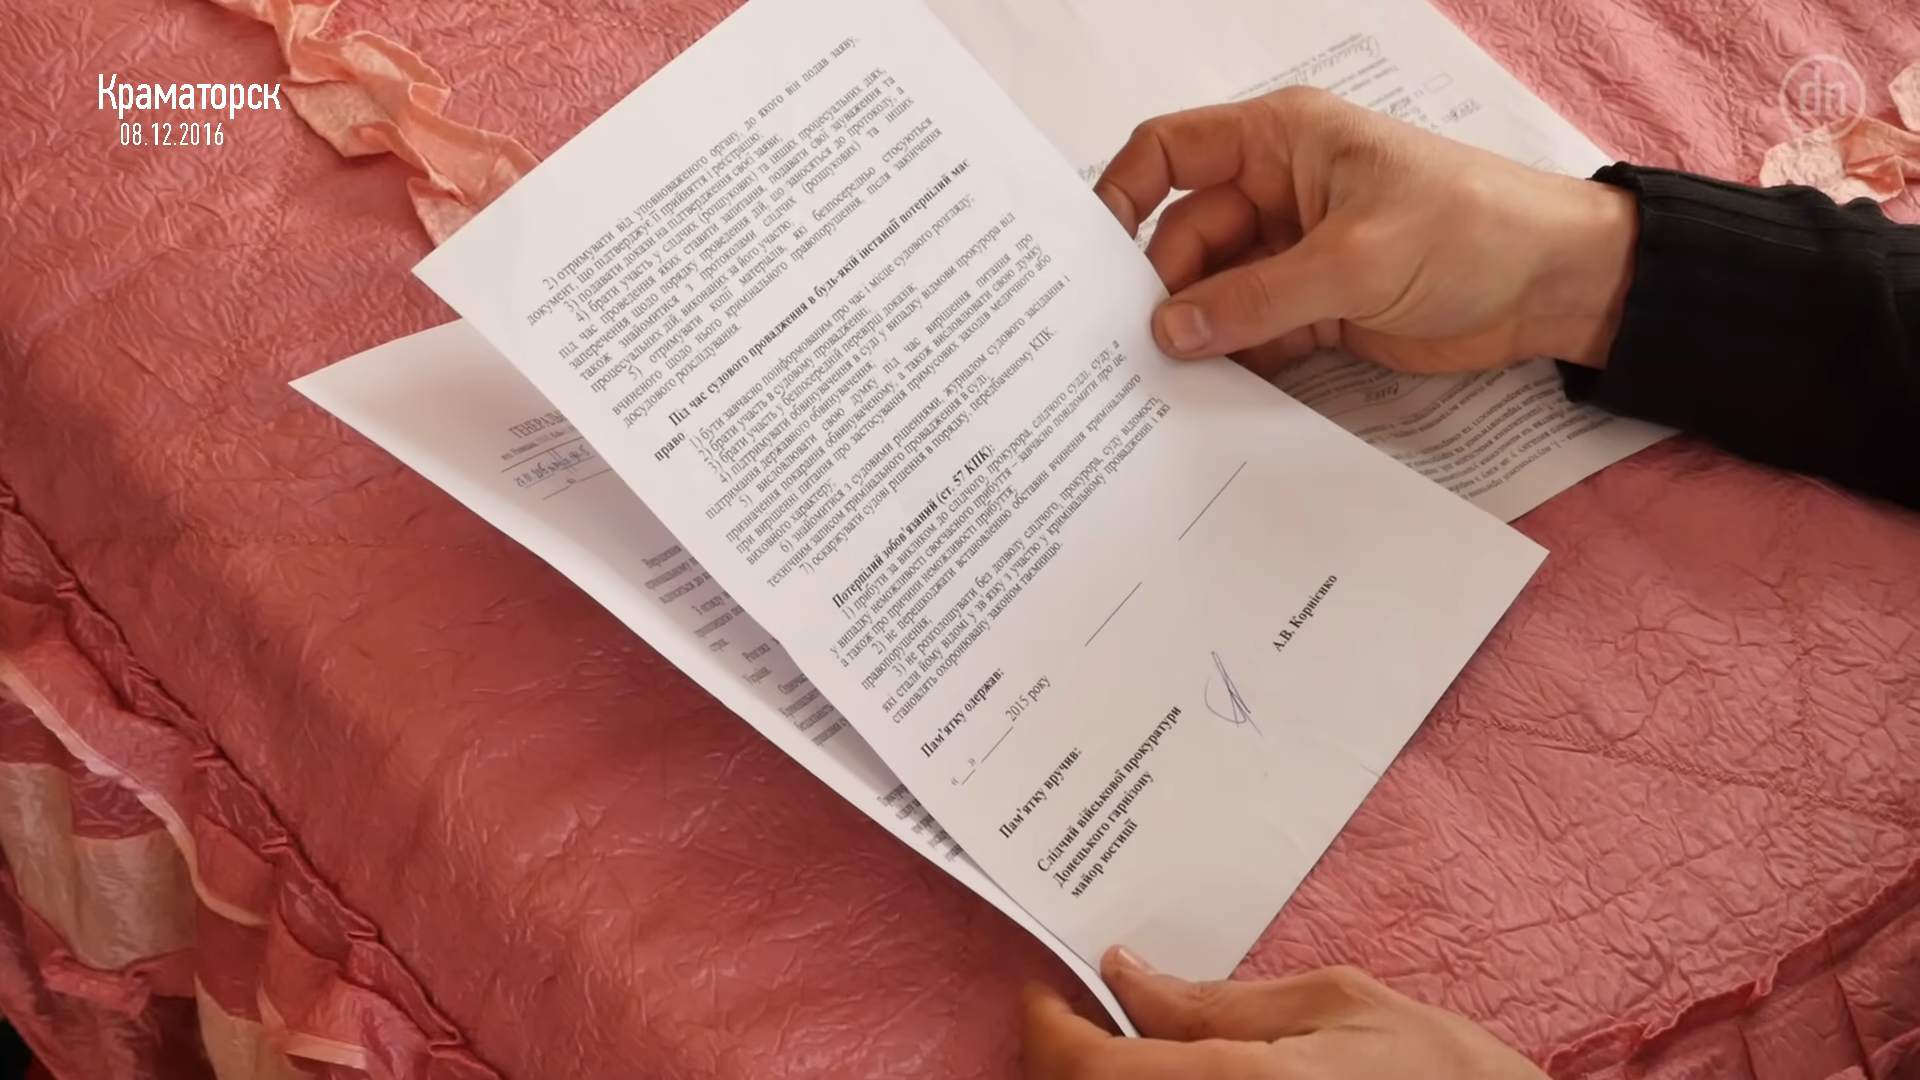 Краматорск
08.12.2016
dn
2) отримувати від уповноваженого органу, до якого він подав заяву,
документ, що підтверджує її прийняття і реєстрацію;
3) подавати докази на підтвердження своєї заяви;
4) брати участь у слідчих (розшукових) та інших процесуальних діях,
під час проведення яких ставити запитання, подавати свої зауваження та
заперечення щодо порядку проведення дій, що заносяться до протоколу, а
також знайомитися з протоколами слідчих (розшукових) та інших
процесуальних дій, виконаних за його участю;
5) отримувати копії матеріалів, які безпосередньо стосуються
вчиненого щодо нього кримінального правопорушення, після закінчення
досудового розслідування.
Під час судового провадження в будь-якій інстанції потерпілий має
право
1) бути завчасно поінформованим про час і місце судового розгляду;
2) брати участь в судовому провадженні;
3) брати участь у безпосередній перевірці доказів;
4) підтримувати обвинувачення в суді у випадку відмови прокурора від
підтримання державного обвинувачення;
5) висловлювати свою думку під час вирішення питання про
призначення покарання обвинуваченому, а також висловлювати свою думку
при вирішенні питання про застосування примусових заходів медичного або
виховного характеру;
6) знайомитися з судовими рішеннями, журналом судового засідання і
технічним записом кримінального провадження в суді;
7) оскаржувати судові рішення в порядку, передбаченому КПК.
Потерпілий зобов'язаний (ст. 57 КПК):
1) прибути за викликом до слідчого, прокурора, слідчого судді, суду, а
у випадку неможливості своєчасного прибуття – завчасно повідомити про це,
а також про причини неможливості прибуття;
2) не перешкоджати встановленню обставин вчинення кримінального
правопорушення;
3) не розголошувати без дозволу слідчого, прокурора, суду відомості,
які стали йому відомі у зв'язку з участю у кримінальному провадженні і які
становлять охоронювану законом таємницю.
Пам'ятку одержав:
«__» ______ 2015 року
Пам'ятку вручив:
Слідчий військової прокуратури
Донецького гарнізону
майор юстиції
А.В. Корнієнко